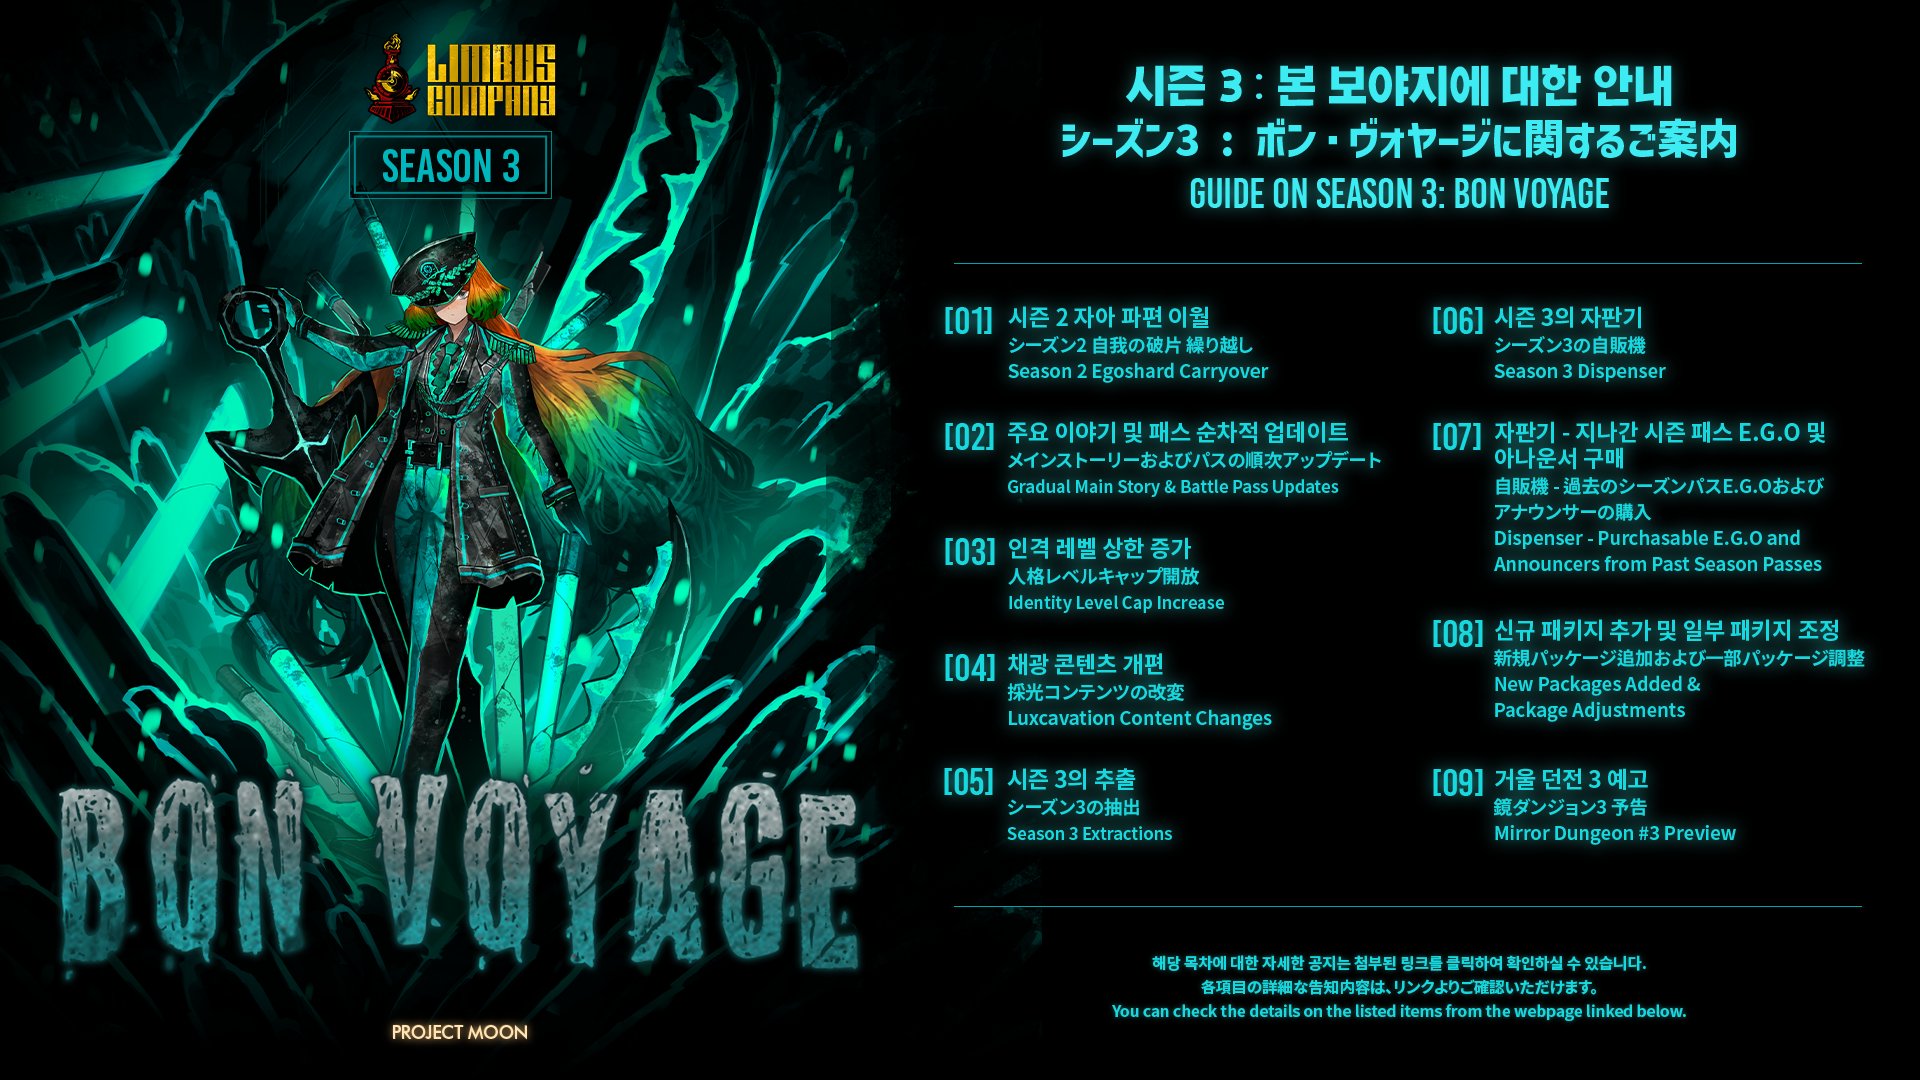 LIMBUS
COMPANY
SEASON 3
BON VOYAGE
PROJECT MOON
시즌 3 : 본 보야지에 대한 안내
シーズン3 : ボン・ヴォヤージに関するご案内
GUIDE ON SEASON 3: BON VOYAGE
[01] 시즌 2 자아 파편 이월
シーズン2 自我の破片 繰り越し
Season 2 Egoshard Carryover
[02] 주요 이야기 및 패스 순차적 업데이트
メインストーリーおよびパスの順次アップデート
Gradual Main Story & Battle Pass Updates
[03] 인격 레벨 상한 증가
人格レベルキャップ開放
Identity Level Cap Increase
[04] 채광 콘텐츠 개편
採光コンテンツの改変
Luxcavation Content Changes
[05] 시즌 3의 추출
シーズン3の抽出
Season 3 Extractions
[06] 시즌 3의 자판기
シーズン3の自販機
Season 3 Dispenser
[07] 자판기 - 지나간 시즌 패스 E.G.O 및
아나운서 구매
自販機 - 過去のシーズンパスE.G.Oおよび
アナウンサーの購入
Dispenser - Purchasable E.G.O and
Announcers from Past Season Passes
[08] 신규 패키지 추가 및 일부 패키지 조정
新規パッケージ追加および一部パッケージ調整
New Packages Added &
Package Adjustments
[09] 거울 던전 3 예고
鏡ダンジョン3 予告
Mirror Dungeon #3 Preview
해당 목차에 대한 자세한 공지는 첨부된 링크를 클릭하여 확인하실 수 있습니다.
各項目の詳細な告知内容は、リンクよりご確認いただけます。
You can check the details on the listed items from the webpage linked below.